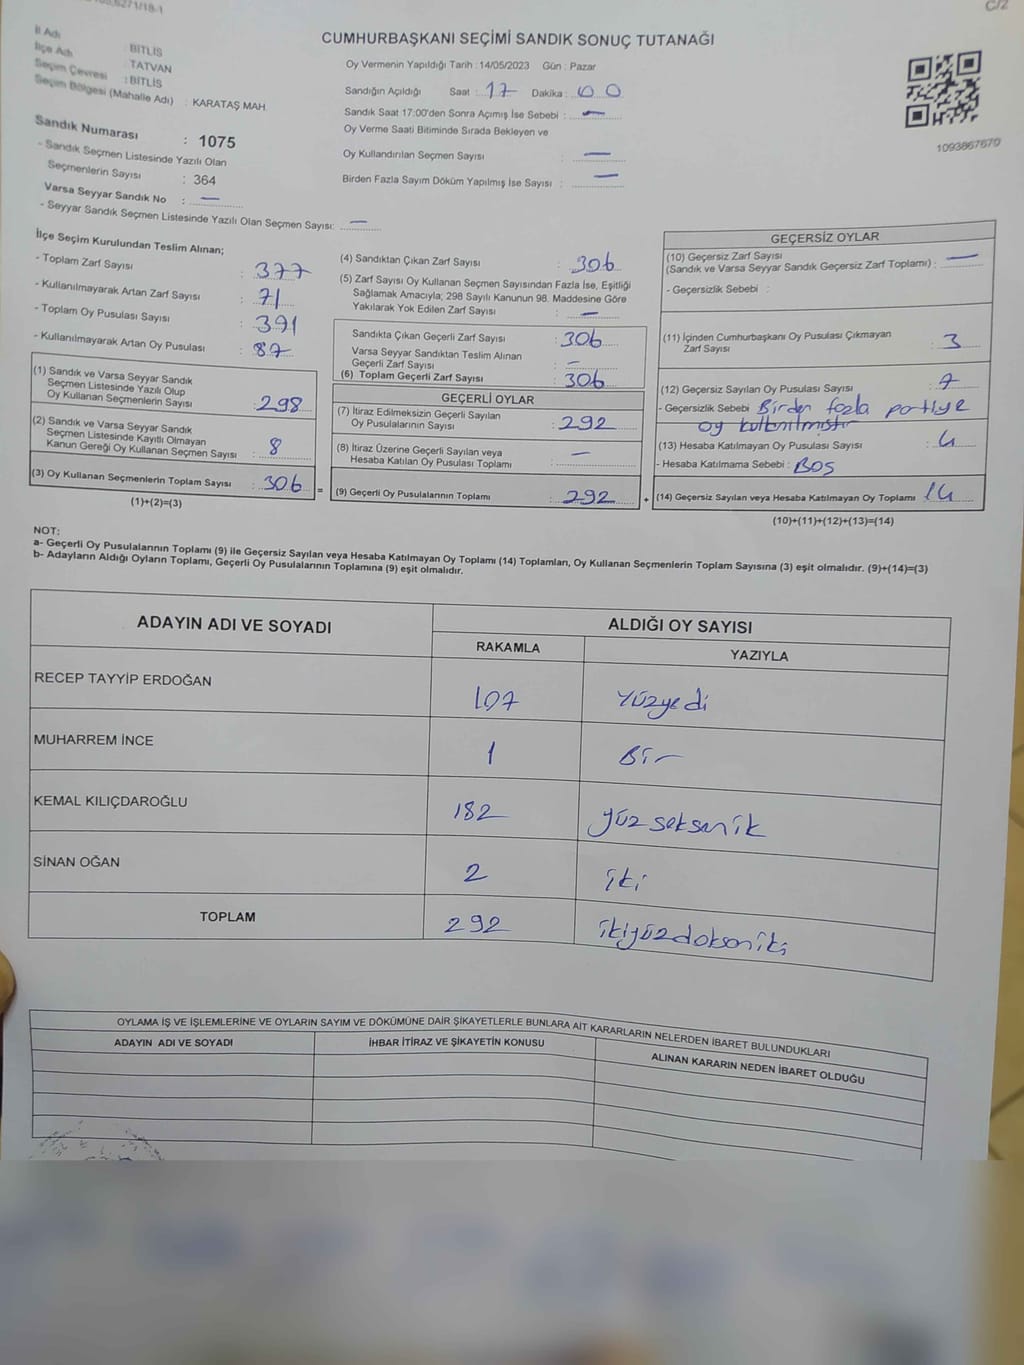 6271/18-1
C/2
CUMHURBAŞKANI SEÇİMİ SANDIK SONUÇ TUTANAĞI
İl Adı : BİTLİS
İlçe Adı : TATVAN
Seçim Çevresi : BİTLİS
Seçim Bölgesi (Mahalle Adı) : KARATAŞ MAH
Sandık Numarası : 1075
- Sandık Seçmen Listesinde Yazılı Olan
Seçmenlerin Sayısı : 364
Varsa Seyyar Sandık No : —
- Seyyar Sandık Seçmen Listesinde Yazılı Olan Seçmen Sayısı: —
Oy Vermenin Yapıldığı Tarih : 14/05/2023 Gün : Pazar
Sandığın Açıldığı Saat : 17 Dakika : 00
Sandık Saat 17:00'den Sonra Açımış İse Sebebi : —
Oy Verme Saati Bitiminde Sırada Bekleyen ve
Oy Kullandırılan Seçmen Sayısı : —
Birden Fazla Sayım Döküm Yapılmış İse Sayısı : —
1093867670
İlçe Seçim Kurulundan Teslim Alınan;
- Toplam Zarf Sayısı : 377
- Kullanılmayarak Artan Zarf Sayısı : 71
- Toplam Oy Pusulası Sayısı : 391
- Kullanılmayarak Artan Oy Pusulası : 87
(1) Sandık ve Varsa Seyyar Sandık
Seçmen Listesinde Yazılı Olup
Oy Kullanan Seçmenlerin Sayısı : 298
(2) Sandık ve Varsa Seyyar Sandık
Seçmen Listesinde Kayıtlı Olmayan
Kanun Gereği Oy Kullanan Seçmen Sayısı : 8
(3) Oy Kullanan Seçmenlerin Toplam Sayısı : 306 =
(1)+(2)=(3)
(4) Sandıktan Çıkan Zarf Sayısı : 306
(5) Zarf Sayısı Oy Kullanan Seçmen Sayısından Fazla İse, Eşitliği
Sağlamak Amacıyla; 298 Sayılı Kanunun 98. Maddesine Göre
Yakılarak Yok Edilen Zarf Sayısı : —
Sandıkta Çıkan Geçerli Zarf Sayısı : 306
Varsa Seyyar Sandıktan Teslim Alınan
Geçerli Zarf Sayısı : —
(6) Toplam Geçerli Zarf Sayısı : 306
GEÇERLİ OYLAR
(7) İtiraz Edilmeksizin Geçerli Sayılan
Oy Pusulalarının Sayısı : 292
(8) İtiraz Üzerine Geçerli Sayılan veya
Hesaba Katılan Oy Pusulası Toplamı : —
(9) Geçerli Oy Pusulalarının Toplamı : 292 +
GEÇERSİZ OYLAR
(10) Geçersiz Zarf Sayısı
(Sandık ve Varsa Seyyar Sandık Geçersiz Zarf Toplamı) : —
- Geçersizlik Sebebi :
(11) İçinden Cumhurbaşkanı Oy Pusulası Çıkmayan
Zarf Sayısı : 3
(12) Geçersiz Sayılan Oy Pusulası Sayısı : 7
- Geçersizlik Sebebi Birden fazla partiye
oy kullanılmıştır
(13) Hesaba Katılmayan Oy Pusulası Sayısı : 4
- Hesaba Katılmama Sebebi : BOŞ
(14) Geçersiz Sayılan veya Hesaba Katılmayan Oy Toplamı 14
(10)+(11)+(12)+(13)=(14)
NOT:
a- Geçerli Oy Pusulalarının Toplamı (9) ile Geçersiz Sayılan veya Hesaba Katılmayan Oy Toplamı (14) Toplamları, Oy Kullanan Seçmenlerin Toplam Sayısına (3) eşit olmalıdır. (9)+(14)=(3)
b- Adayların Aldığı Oyların Toplamı, Geçerli Oy Pusulalarının Toplamına (9) eşit olmalıdır.
ADAYIN ADI VE SOYADI ALDIĞI OY SAYISI
RAKAMLA YAZIYLA
RECEP TAYYİP ERDOĞAN 107 Yüzyedi
MUHARREM İNCE 1 Bir
KEMAL KILIÇDAROĞLU 182 yüz seksenik
SİNAN OĞAN 2 iki
TOPLAM 292 ikiyüzdoksaniki
OYLAMA İŞ VE İŞLEMLERİNE VE OYLARIN SAYIM VE DÖKÜMÜNE DAİR ŞİKAYETLERLE BUNLARA AİT KARARLARIN NELERDEN İBARET BULUNDUKLARI
ADAYIN ADI VE SOYADI İHBAR İTİRAZ VE ŞİKAYETİN KONUSU ALINAN KARARIN NEDEN İBARET OLDUĞU